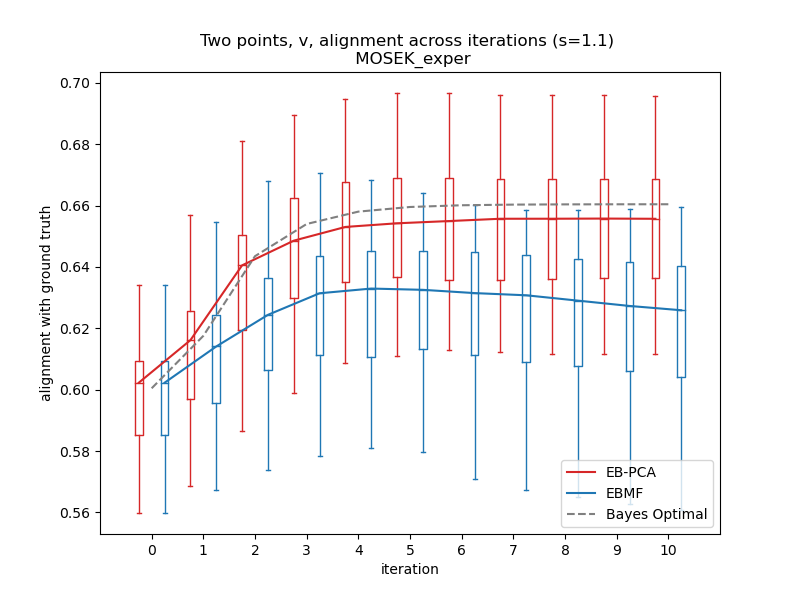 Two points, v, alignment across iterations (s=1.1)
MOSEK_exper
alignment with ground truth
0.70
0.68
0.66
0.64
0.62
0.60
0.58
0.56
EB-PCA
EBMF
Bayes Optimal
0 1 2 3 4 5 6 7 8 9 10
iteration